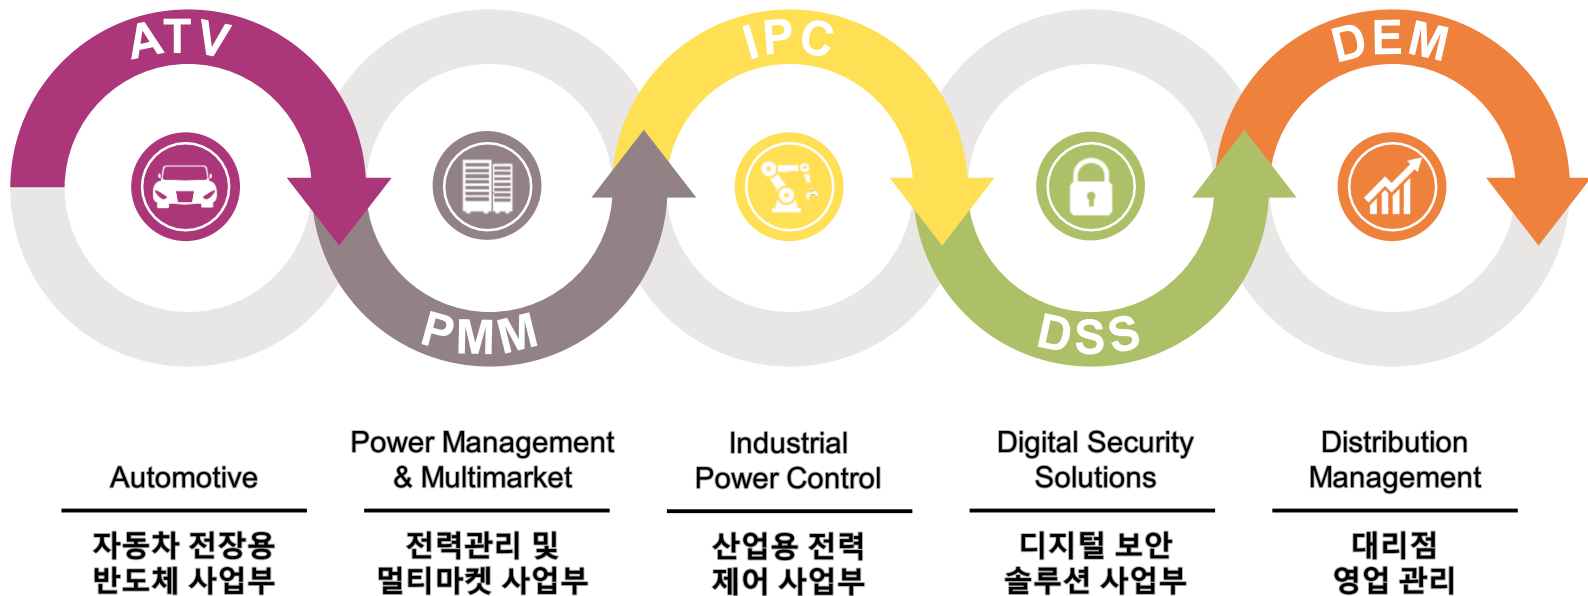 ATV
PMM
IPC
DSS
DEM
Automotive
자동차 전장용
반도체 사업부
Power Management
& Multimarket
전력관리 및
멀티마켓 사업부
Industrial
Power Control
산업용 전력
제어 사업부
Digital Security
Solutions
디지털 보안
솔루션 사업부
Distribution
Management
대리점
영업 관리